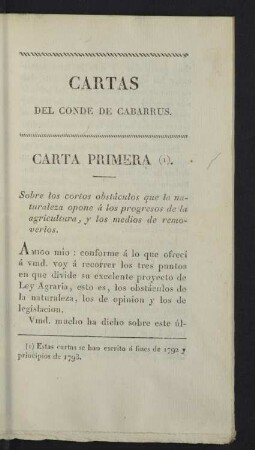 CARTAS
DEL CONDE DE CABARRUS.
CARTA PRIMERA (1).
Sobre los cortos obstáculos que la na-
turaleza opone á los progresos de la
agricultura, y los medios de remo-
verlos.
AMIGO mio: conforme á lo que ofrecí
á vmd. voy á recorrer los tres puntos
en que divide su excelente proyecto de
Ley Agraria, esto es, los obstáculos de
la naturaleza, los de opinion y los de
legislacion.
Vmd. mucho ha dicho sobre este úl-
(1) Estas cartas se han escrito á fines de 1792 y
principios de 1793.